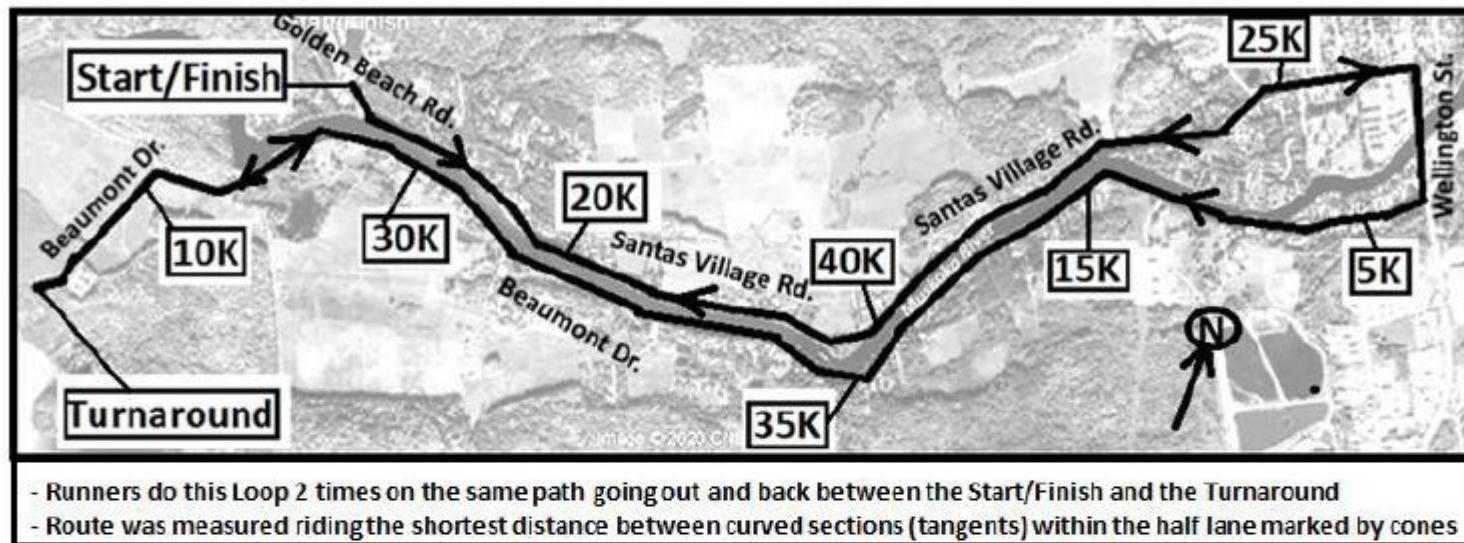 Golden Beach Rd.
25K
Start/Finish
Wellington St.
Beaumont Dr.
Santas Village Rd.
20K
10K
30K
Santas Village Rd.
40K
15K
5K
Beaumont Dr.
N
Turnaround
35K
Image © 2020
- Runners do this Loop 2 times on the same path going out and back between the Start/Finish and the Turnaround
- Route was measured riding the shortest distance between curved sections (tangents) within the half lane marked by cones